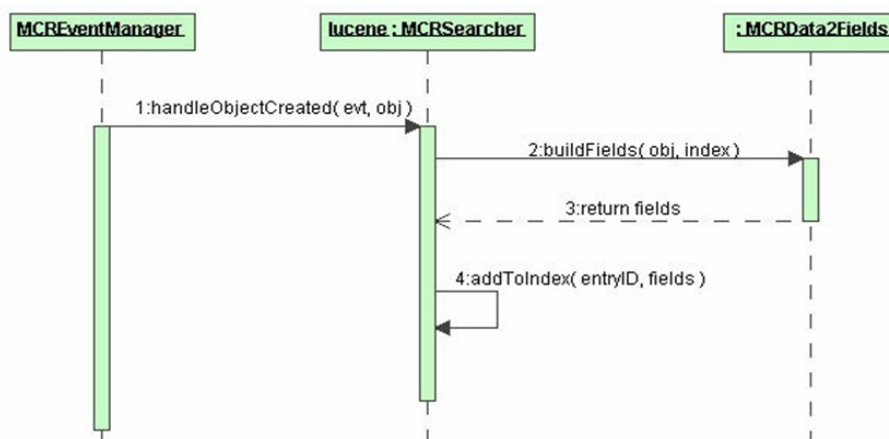 MCREventManager
lucene : MCRSearcher
: MCRData2Fields
1:handleObjectCreated( evt, obj )
2:buildFields( obj, index )
3:return fields
4:addToIndex( entryID, fields )